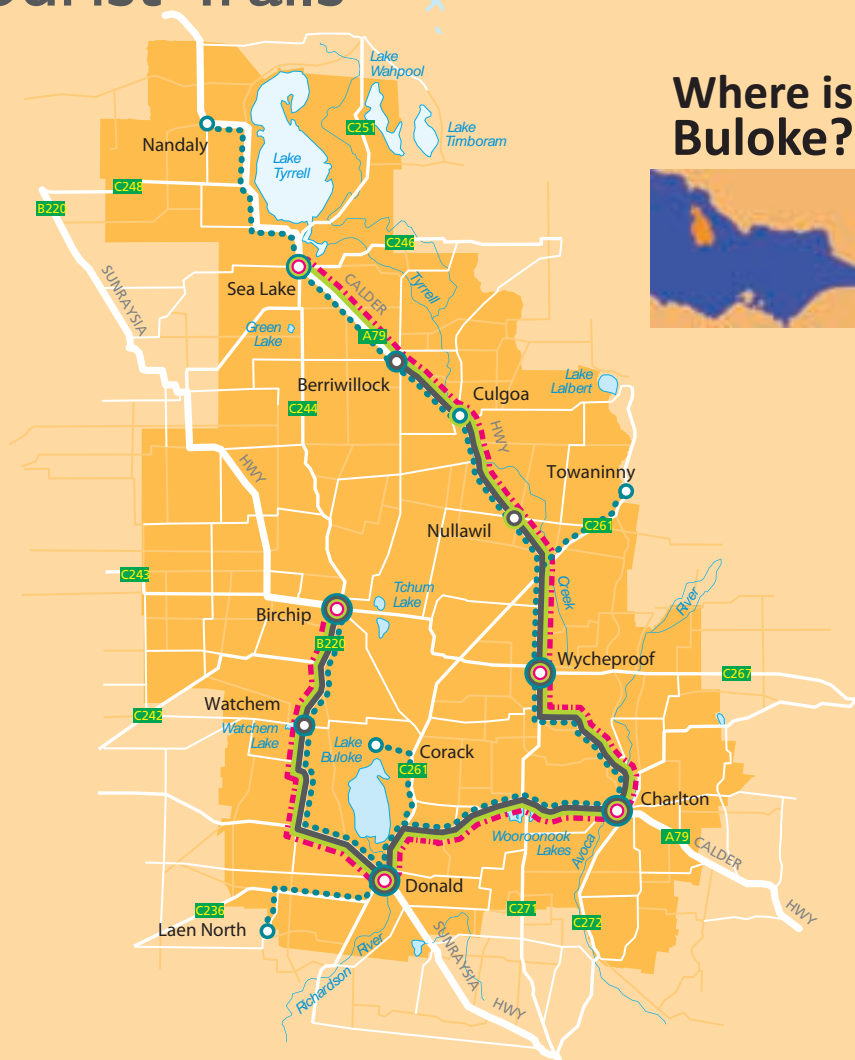 Tourist Trails
Where is
Buloke?
Lake
Wahpool
C251
Lake
Timboram
Nandaly
Lake
Tyrrell
C248
B220
C246
SUNRAYSIA
Sea Lake
CALDER
Tyrrell
Green
Lake
A79
Berriwillock
Lake
Lalbert
Culgoa
C244
HWY
HWY
Towaninny
C261
Nullawil
C243
Creek
River
Tchum
Lake
Birchip
B220
Wycheproof
C267
Watchem
C242
Watchem
Lake
Lake
Buloke
Corack
C261
Charlton
Wooroonook
Lakes
Avoca
A79
CALDER
HWY
Donald
C236
Laen North
C271
C272
Richardson
River
SUNRAYSIA
HWY